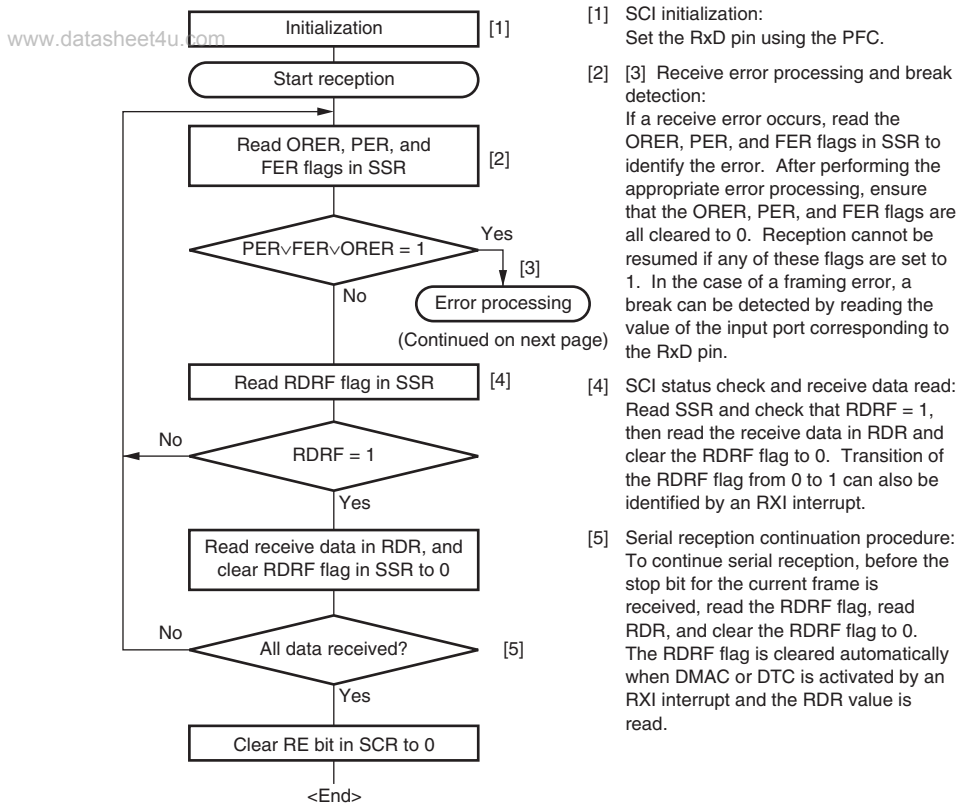 www.datasheet4u.com
Initialization
[1]
Start reception
Read ORER, PER, and
FER flags in SSR
[2]
PER∨FER∨ORER = 1
Yes
[3]
No
Error processing
(Continued on next page)
Read RDRF flag in SSR
[4]
No
RDRF = 1
Yes
Read receive data in RDR, and
clear RDRF flag in SSR to 0
No
All data received?
[5]
Yes
Clear RE bit in SCR to 0
<End>
[1] SCI initialization:
Set the RxD pin using the PFC.
[2] [3] Receive error processing and break
detection:
If a receive error occurs, read the
ORER, PER, and FER flags in SSR to
identify the error. After performing the
appropriate error processing, ensure
that the ORER, PER, and FER flags are
all cleared to 0. Reception cannot be
resumed if any of these flags are set to
1. In the case of a framing error, a
break can be detected by reading the
value of the input port corresponding to
the RxD pin.
[4] SCI status check and receive data read:
Read SSR and check that RDRF = 1,
then read the receive data in RDR and
clear the RDRF flag to 0. Transition of
the RDRF flag from 0 to 1 can also be
identified by an RXI interrupt.
[5] Serial reception continuation procedure:
To continue serial reception, before the
stop bit for the current frame is
received, read the RDRF flag, read
RDR, and clear the RDRF flag to 0.
The RDRF flag is cleared automatically
when DMAC or DTC is activated by an
RXI interrupt and the RDR value is
read.